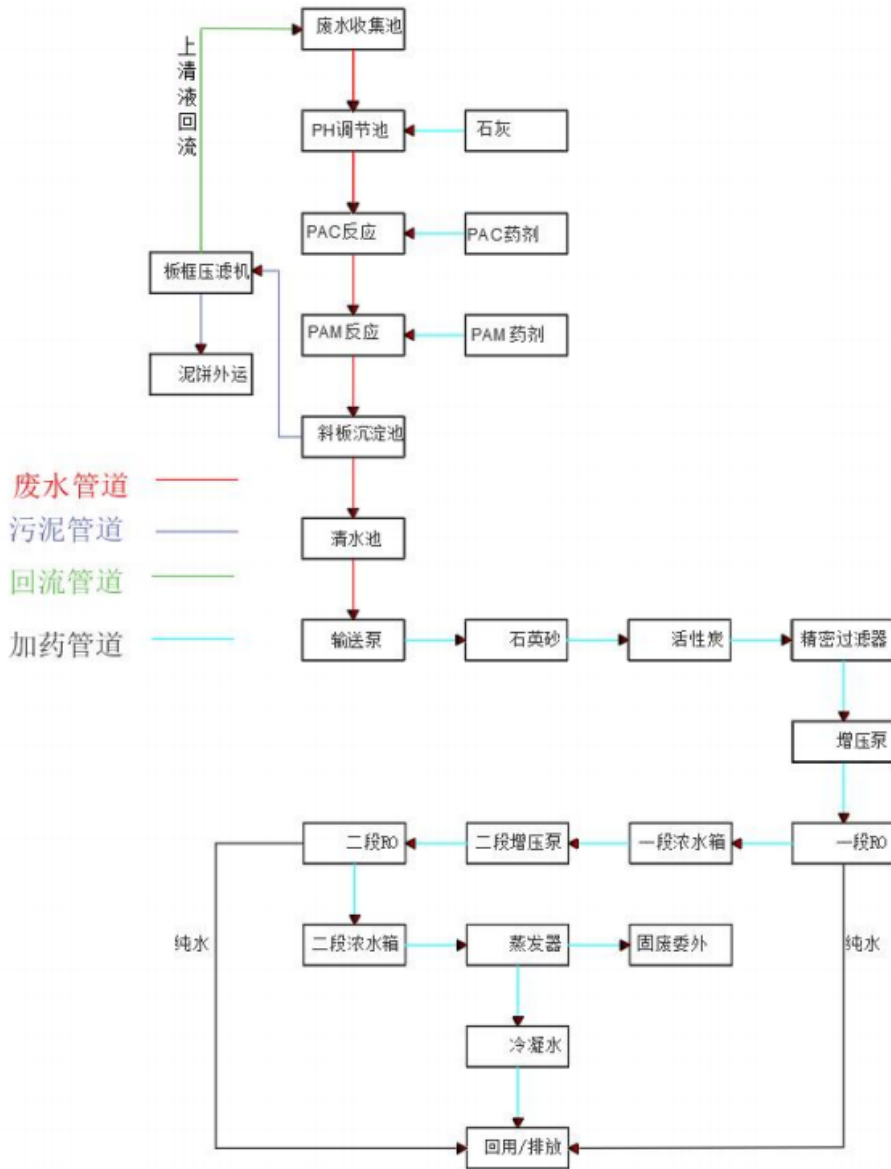 废水收集池
上清液回流
PH调节池
石灰
PAC反应
PAC药剂
板框压滤机
PAM反应
PAM药剂
泥饼外运
斜板沉淀池
废水管道
污泥管道
清水池
回流管道
加药管道
输送泵
石英砂
活性炭
精密过滤器
增压泵
二段RO
二段增压泵
一段浓水箱
一段RO
纯水
二段浓水箱
蒸发器
固废委外
纯水
冷凝水
回用/排放